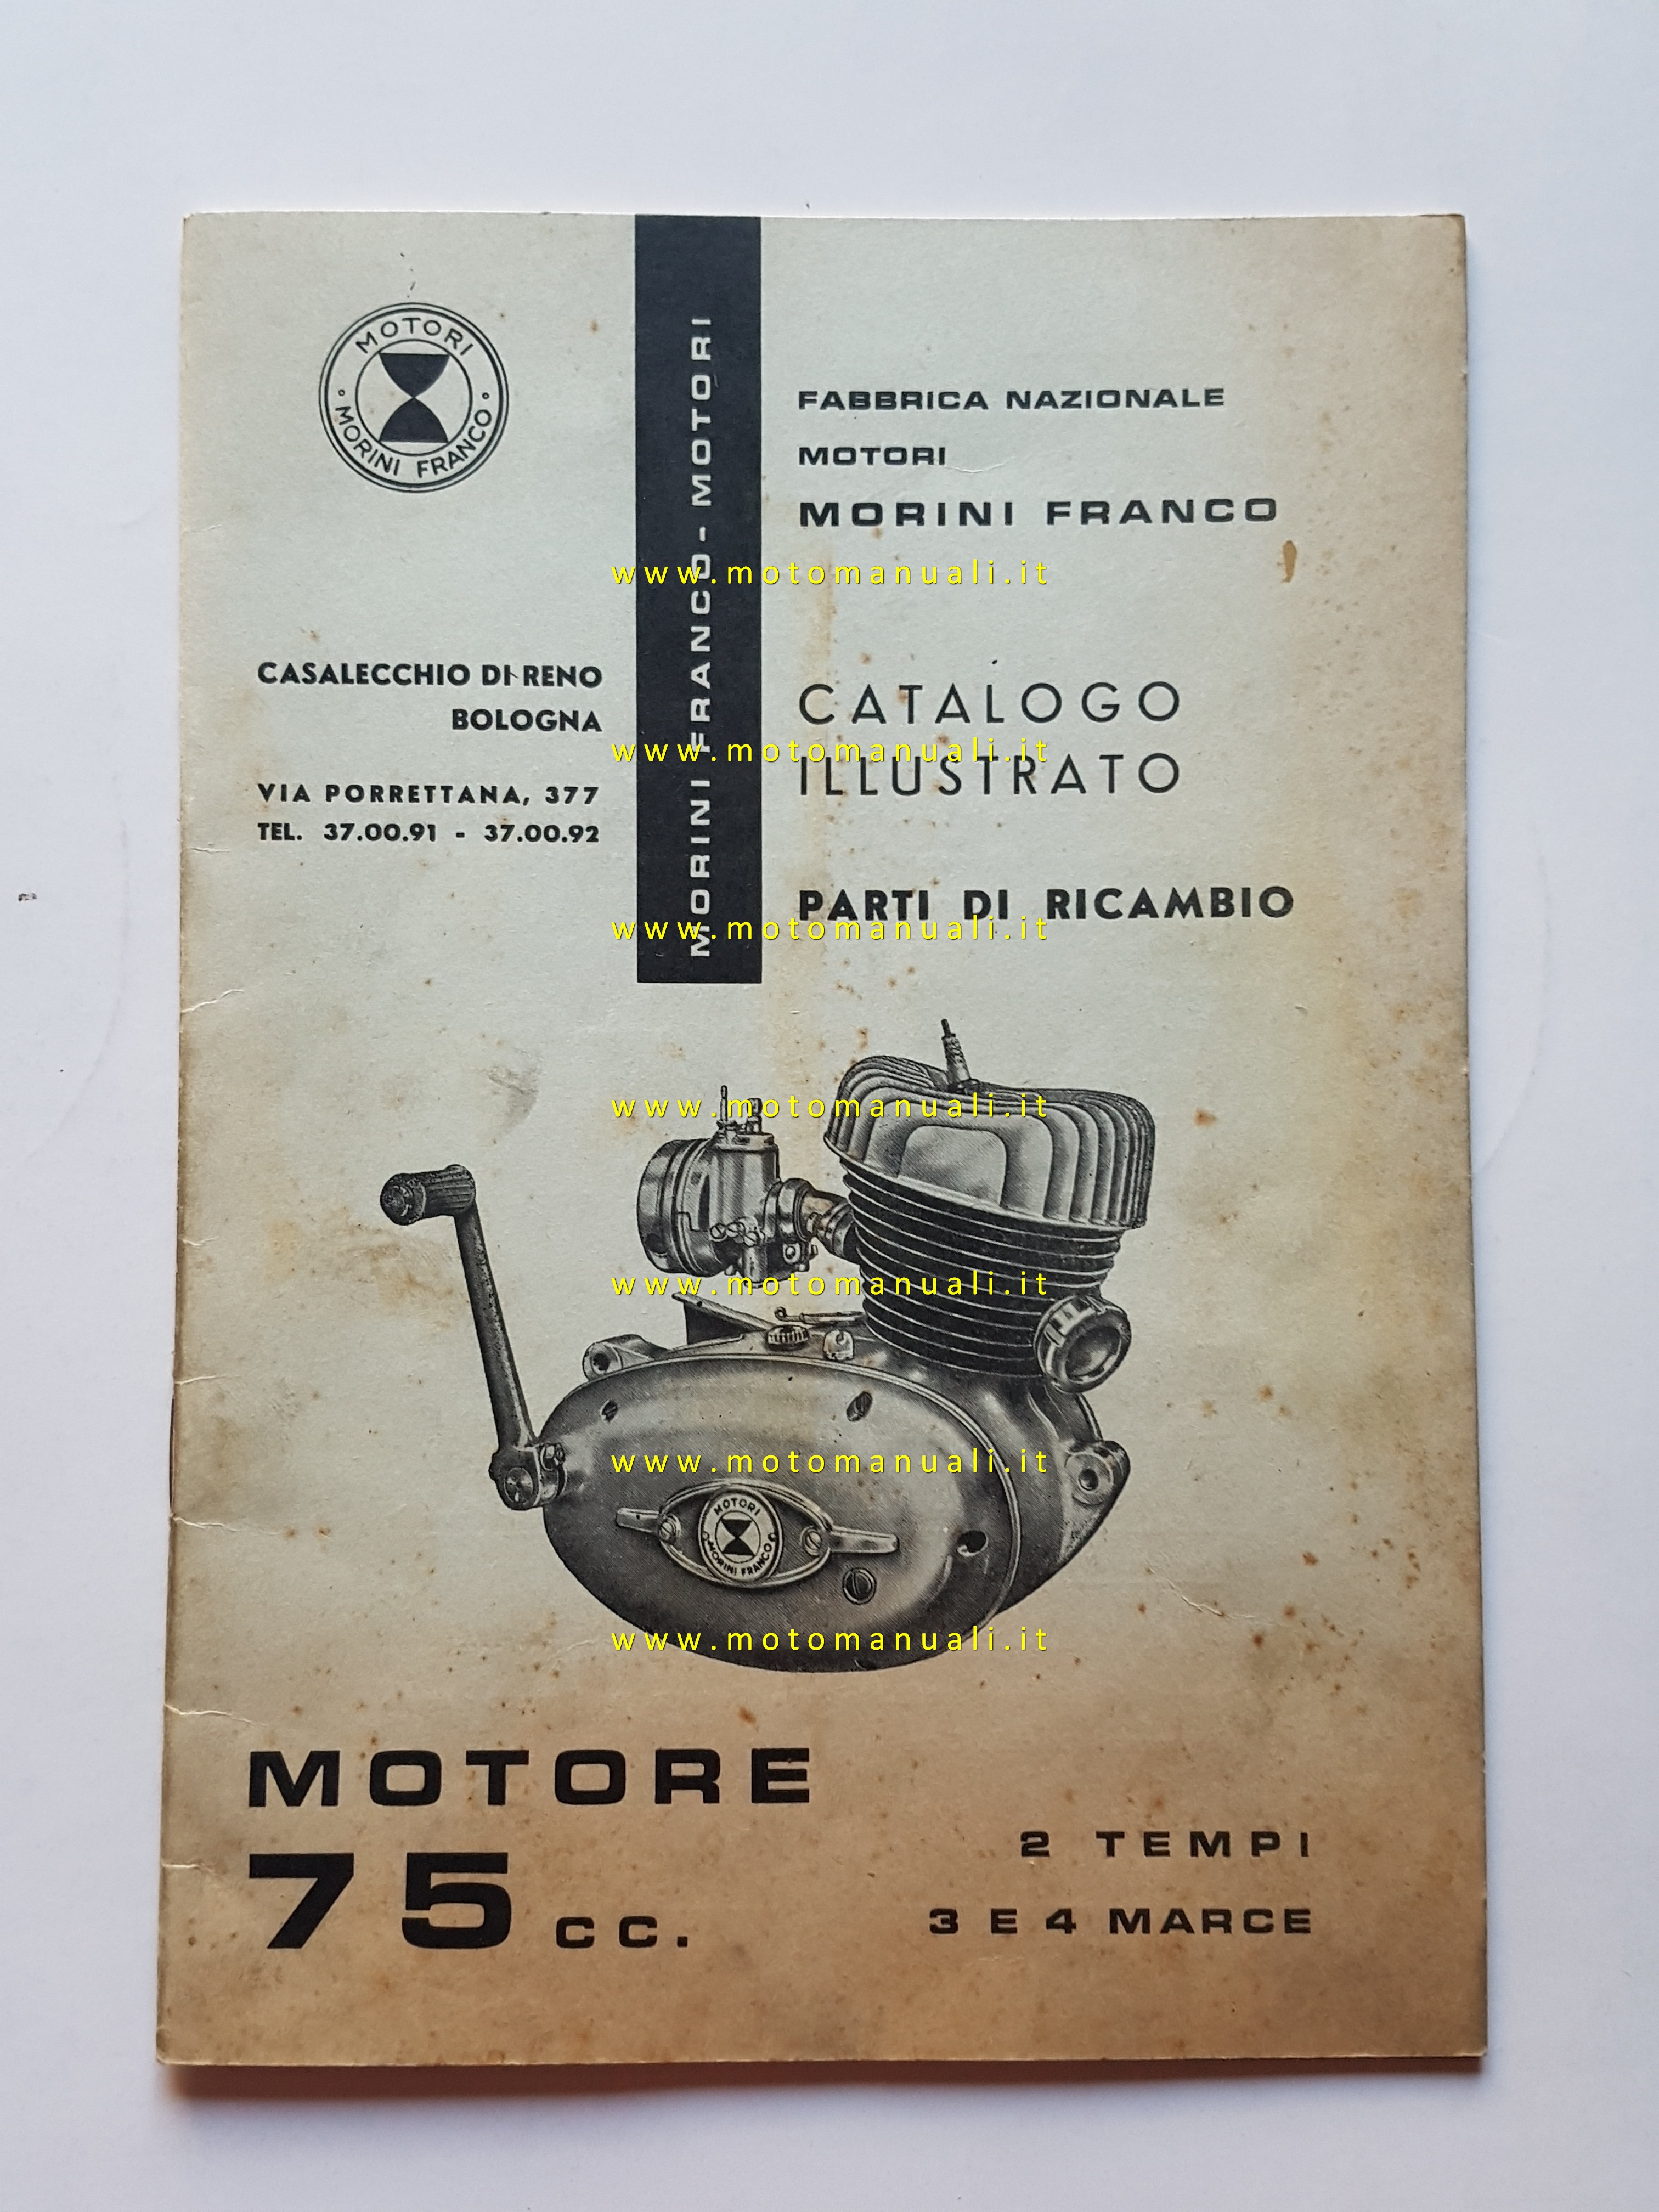 MOTORI
MORINI FRANCO
CASALECCHIO DI RENO
BOLOGNA
VIA PORRETTANA, 377
TEL. 37.00.91 - 37.00.92
MORINI FRANCO - MOTORI
FABBRICA NAZIONALE
MOTORI
MORINI FRANCO
www.motomanuali.it
CATALOGO
www.motomanuali.it
ILLUSTRATO
PARTI DI RICAMBIO
www.motomanuali.it
www.motomanuali.it
www.motomanuali.it
www.motomanuali.it
MOTORI
MORINI FRANCO
www.motomanuali.it
MOTORE
75 cc.
2 TEMPI
3 E 4 MARCE